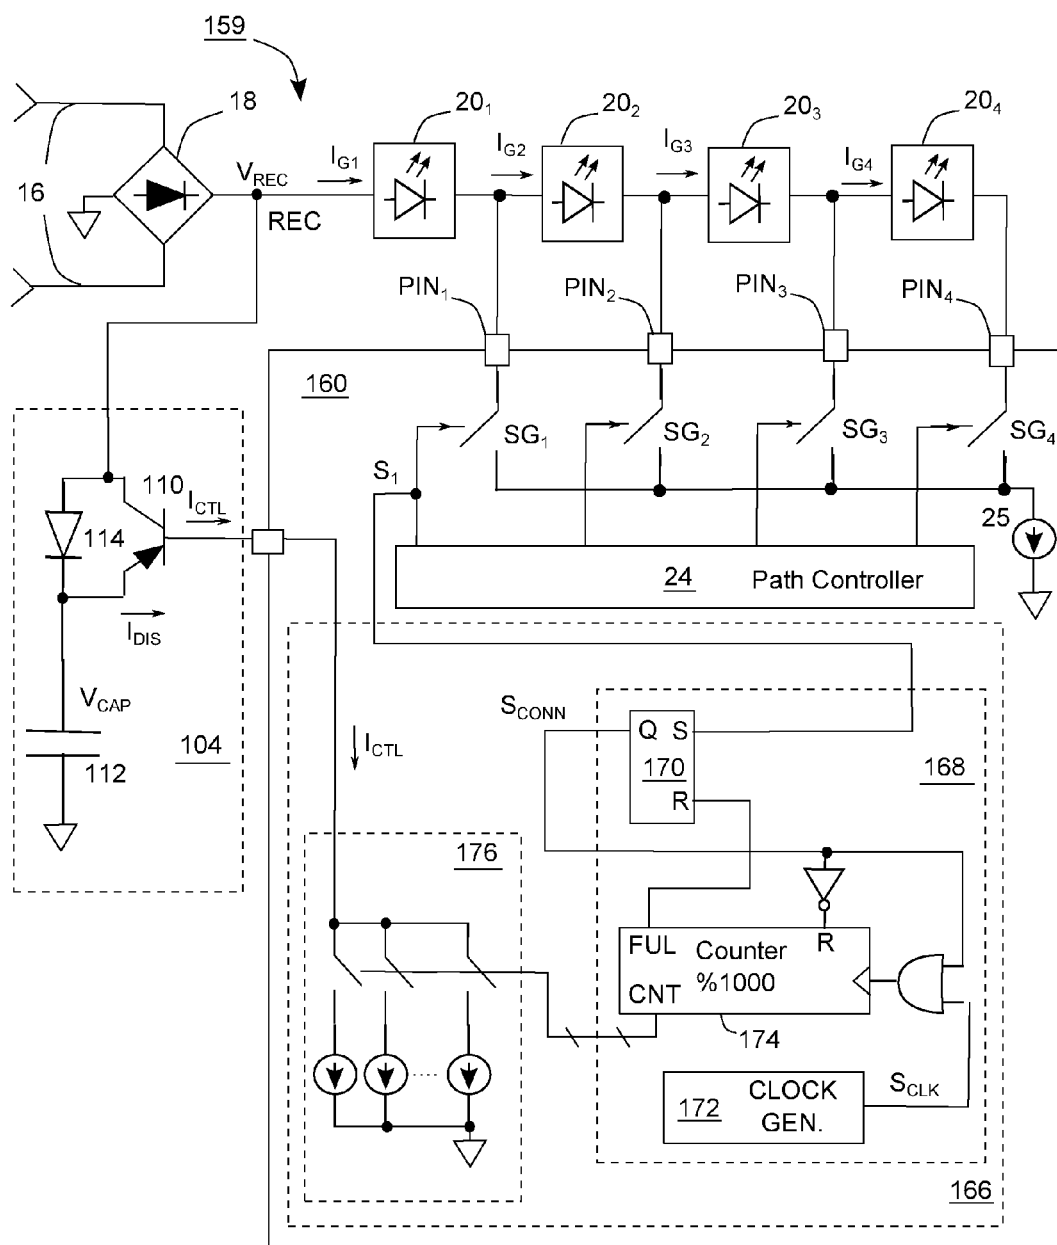 159
18
20₁
20₂
20₃
20₄
16
V_REC
REC
I_G1
I_G2
I_G3
I_G4
PIN₁
PIN₂
PIN₃
PIN₄
160
SG₁
SG₂
SG₃
SG₄
S₁
110
I_CTL
114
25
24 Path Controller
I_DIS
V_CAP
S_CONN
Q S
170
R
104
112
I_CTL
168
176
FUL Counter R
%1000
CNT
174
S_CLK
172 CLOCK
GEN.
166